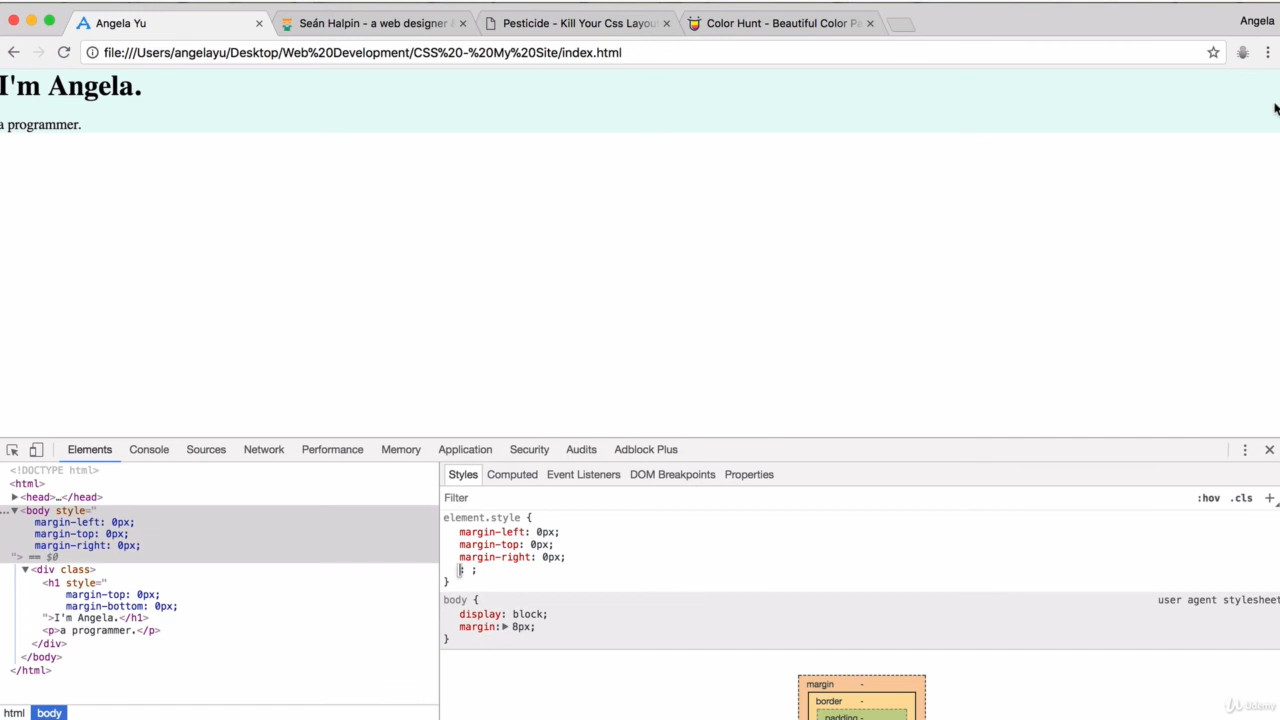 Angela Yu
Seán Halpin - a web designer
Pesticide - Kill Your Css Layou
Color Hunt - Beautiful Color Pa
Angela
file:///Users/angelayu/Desktop/Web%20Development/CSS%20-%20My%20Site/index.html
I'm Angela.
a programmer.
Elements Console Sources Network Performance Memory Application Security Audits Adblock Plus
<!DOCTYPE html>
<html>
▶<head>…</head>
…▼<body style="
margin-left: 0px;
margin-top: 0px;
margin-right: 0px;
"> == $0
▼<div class>
<h1 style="
margin-top: 0px;
margin-bottom: 0px;
">I'm Angela.</h1>
<p>a programmer.</p>
</div>
</body>
</html>
html body
Styles Computed Event Listeners DOM Breakpoints Properties
Filter :hov .cls +
element.style {
margin-left: 0px;
margin-top: 0px;
margin-right: 0px;
: ;
}
body { user agent stylesheet
display: block;
margin:▶8px;
}
margin -
border -
padding -
Udemy